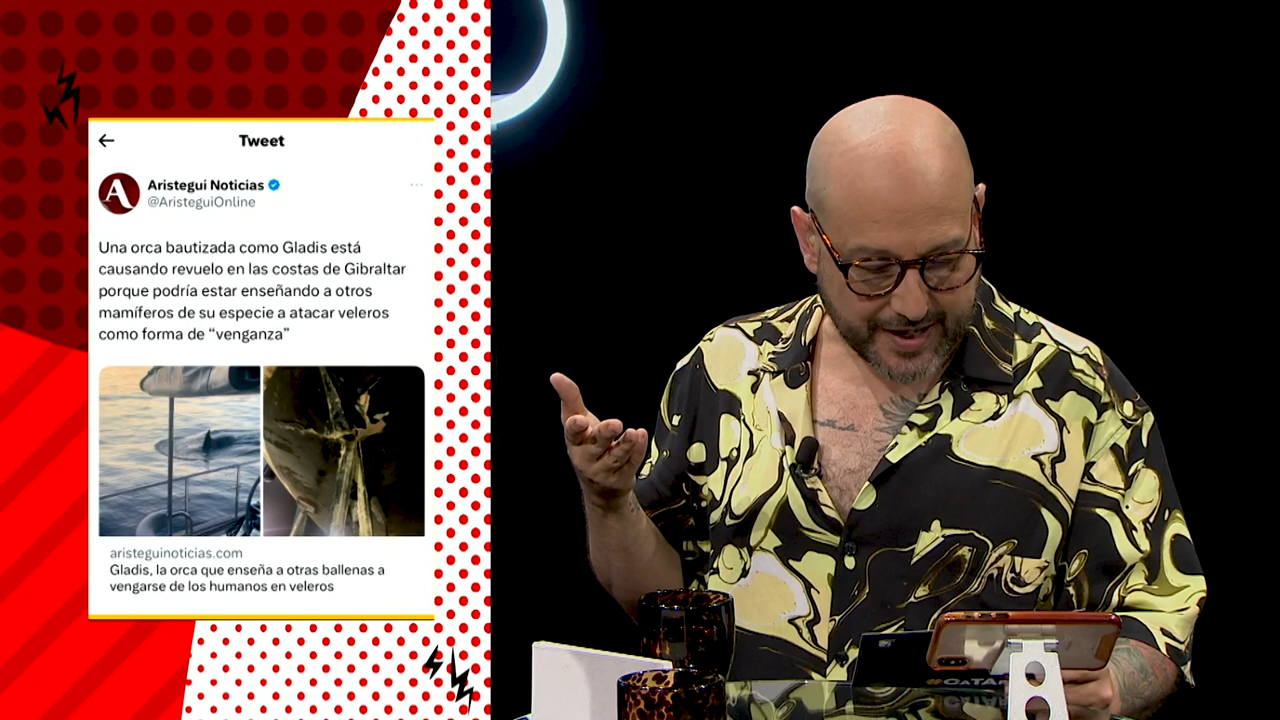 Tweet
A
Aristegui Noticias
@AristeguiOnline
Una orca bautizada como Gladis está
causando revuelo en las costas de Gibraltar
porque podría estar enseñando a otros
mamíferos de su especie a atacar veleros
como forma de “venganza”
aristeguinoticias.com
Gladis, la orca que enseña a otras ballenas a
vengarse de los humanos en veleros